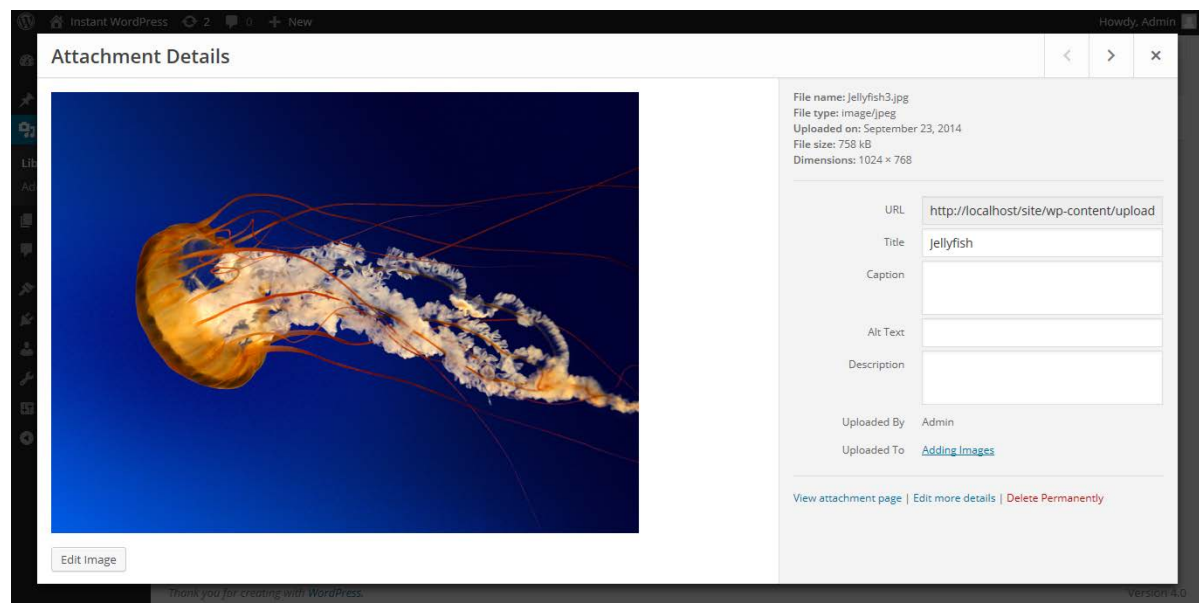 Instant WordPress 2 0 + New Howdy, Admin
Attachment Details
File name: Jellyfish3.jpg
File type: image/jpeg
Uploaded on: September 23, 2014
File size: 758 kB
Dimensions: 1024 × 768
Lib
URL http://localhost/site/wp-content/upload
Ad
Title Jellyfish
Caption
Alt Text
Description
Uploaded By Admin
Uploaded To Adding Images
View attachment page | Edit more details | Delete Permanently
Edit Image
Thank you for creating with WordPress. Version 4.0